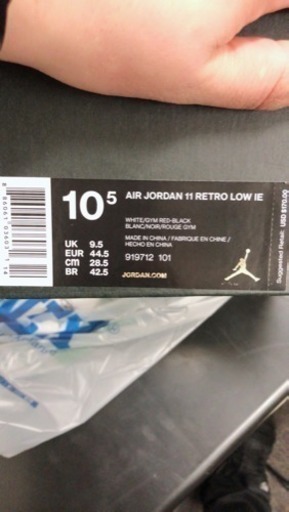 10 5
AIR JORDAN 11 RETRO LOW IE
WHITE/GYM RED-BLACK
BLANC/NOIR/ROUGE GYM
MADE IN CHINA / FABRIQUE EN CHINE /
HECHO EN CHINA
UK 9.5
EUR 44.5
CM 28.5
BR 42.5
919712 101
JORDAN.COM
Suggested Retail: USD $170.00